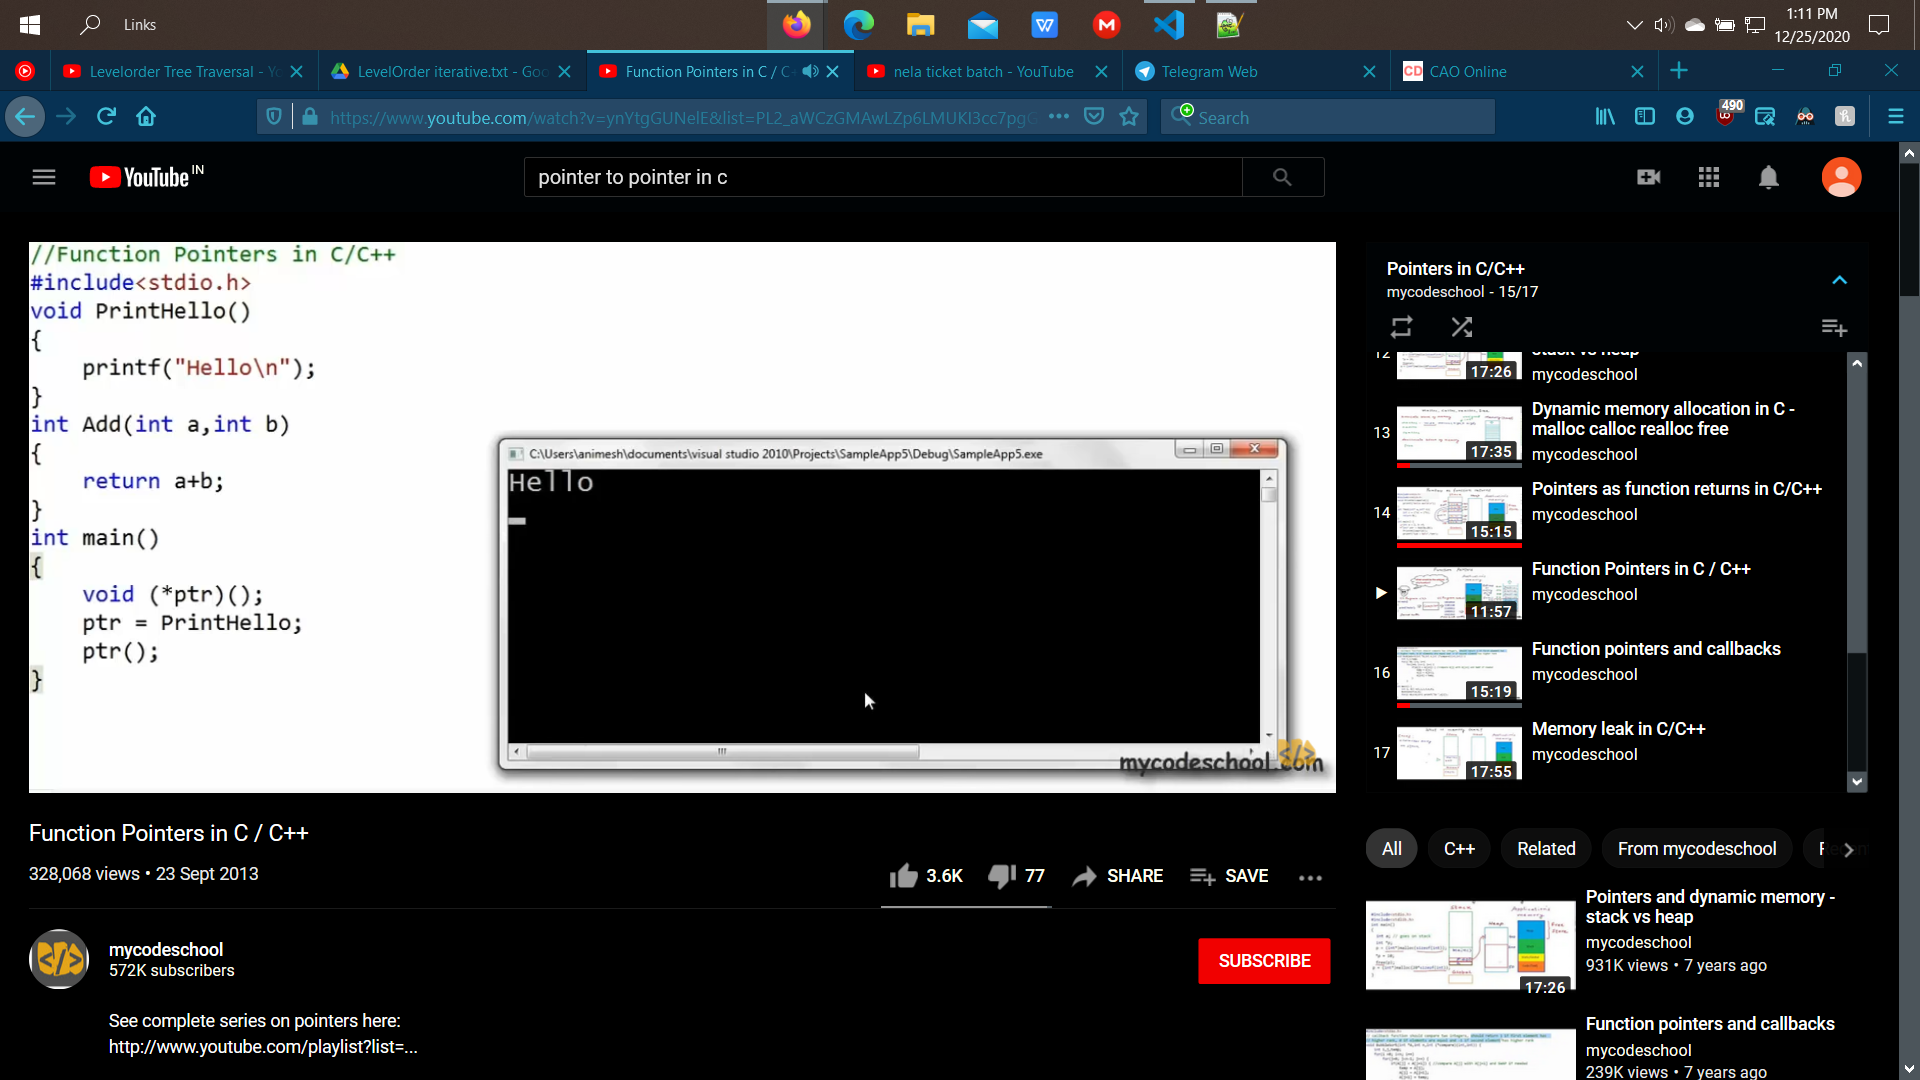 Links
1:11 PM
12/25/2020
Levelorder Tree Traversal - Yo
LevelOrder iterative.txt - Goo
Function Pointers in C / C+
nela ticket batch - YouTube
Telegram Web
CD CAO Online
https://www.youtube.com/watch?v=ynYtgGUNelE&list=PL2_aWCzGMAwLZp6LMUKI3cc7pgG
Search
490
YouTube IN
pointer to pointer in c
//Function Pointers in C/C++
#include<stdio.h>
void PrintHello()
{
printf("Hello\n");
}
int Add(int a,int b)
{
return a+b;
}
int main()
{
void (*ptr)();
ptr = PrintHello;
ptr();
}
C:\Users\animesh\documents\visual studio 2010\Projects\SampleApp5\Debug\SampleApp5.exe
Hello
mycodeschool.com
Pointers in C/C++
mycodeschool - 15/17
12
stack vs heap
17:26
mycodeschool
13
Dynamic memory allocation in C -
malloc calloc realloc free
17:35
mycodeschool
14
Pointers as function returns in C/C++
15:15
mycodeschool
Function Pointers in C / C++
11:57
mycodeschool
16
Function pointers and callbacks
15:19
mycodeschool
17
Memory leak in C/C++
17:55
mycodeschool
Function Pointers in C / C++
328,068 views • 23 Sept 2013
3.6K
77
SHARE
SAVE
mycodeschool
572K subscribers
SUBSCRIBE
See complete series on pointers here:
http://www.youtube.com/playlist?list=...
All
C++
Related
From mycodeschool
Pointers and dynamic memory -
stack vs heap
mycodeschool
931K views • 7 years ago
17:26
Function pointers and callbacks
mycodeschool
239K views • 7 years ago